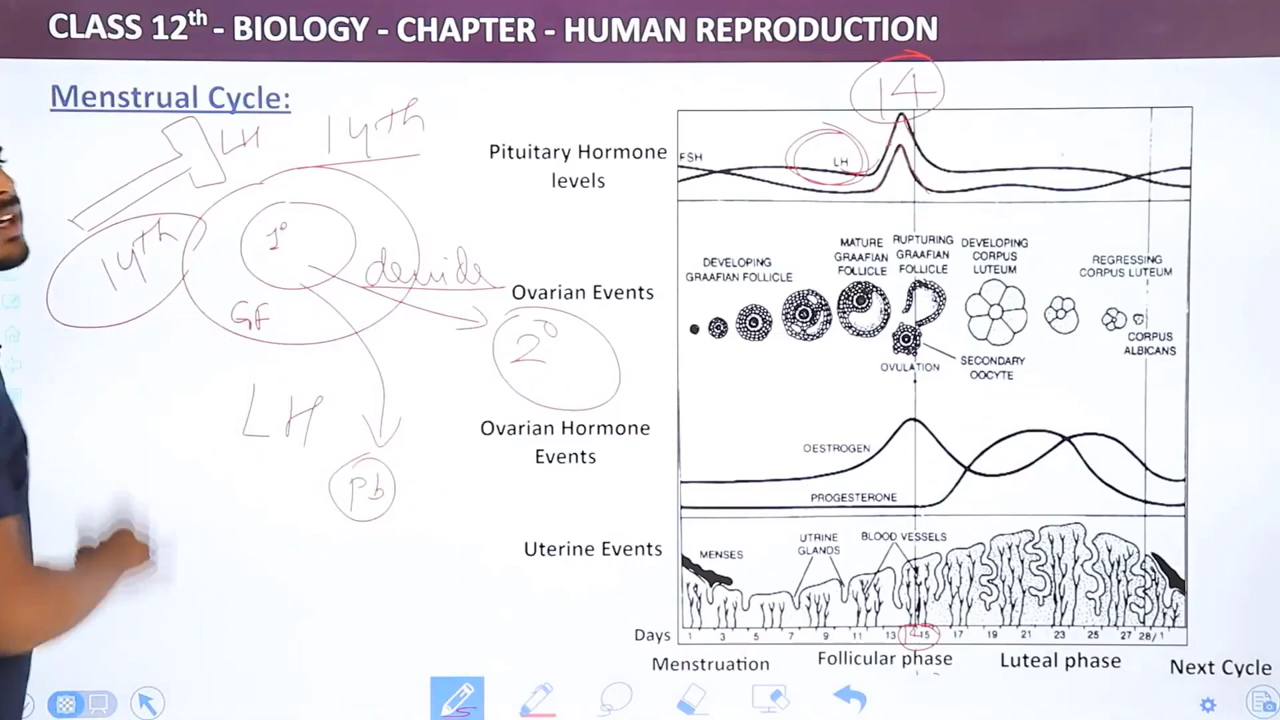 CLASS 12th - BIOLOGY - CHAPTER - HUMAN REPRODUCTION
Menstrual Cycle:
LH
14th
14th
1°
GF
devide
2°
LH
Pb
14
Pituitary Hormone
levels
FSH
LH
Ovarian Events
DEVELOPING
GRAAFIAN FOLLICLE
MATURE
GRAAFIAN
FOLLICLE
RUPTURING
GRAAFIAN
FOLLICLE
DEVELOPING
CORPUS
LUTEUM
REGRESSING
CORPUS LUTEUM
CORPUS
ALBICANS
SECONDARY
OOCYTE
OVULATION
Ovarian Hormone
Events
OESTROGEN
PROGESTERONE
Uterine Events
MENSES
UTRINE
GLANDS
BLOOD VESSELS
Days 1 3 5 7 9 11 13 14 15 17 19 21 23 25 27 28/1
Menstruation Follicular phase Luteal phase Next Cycle